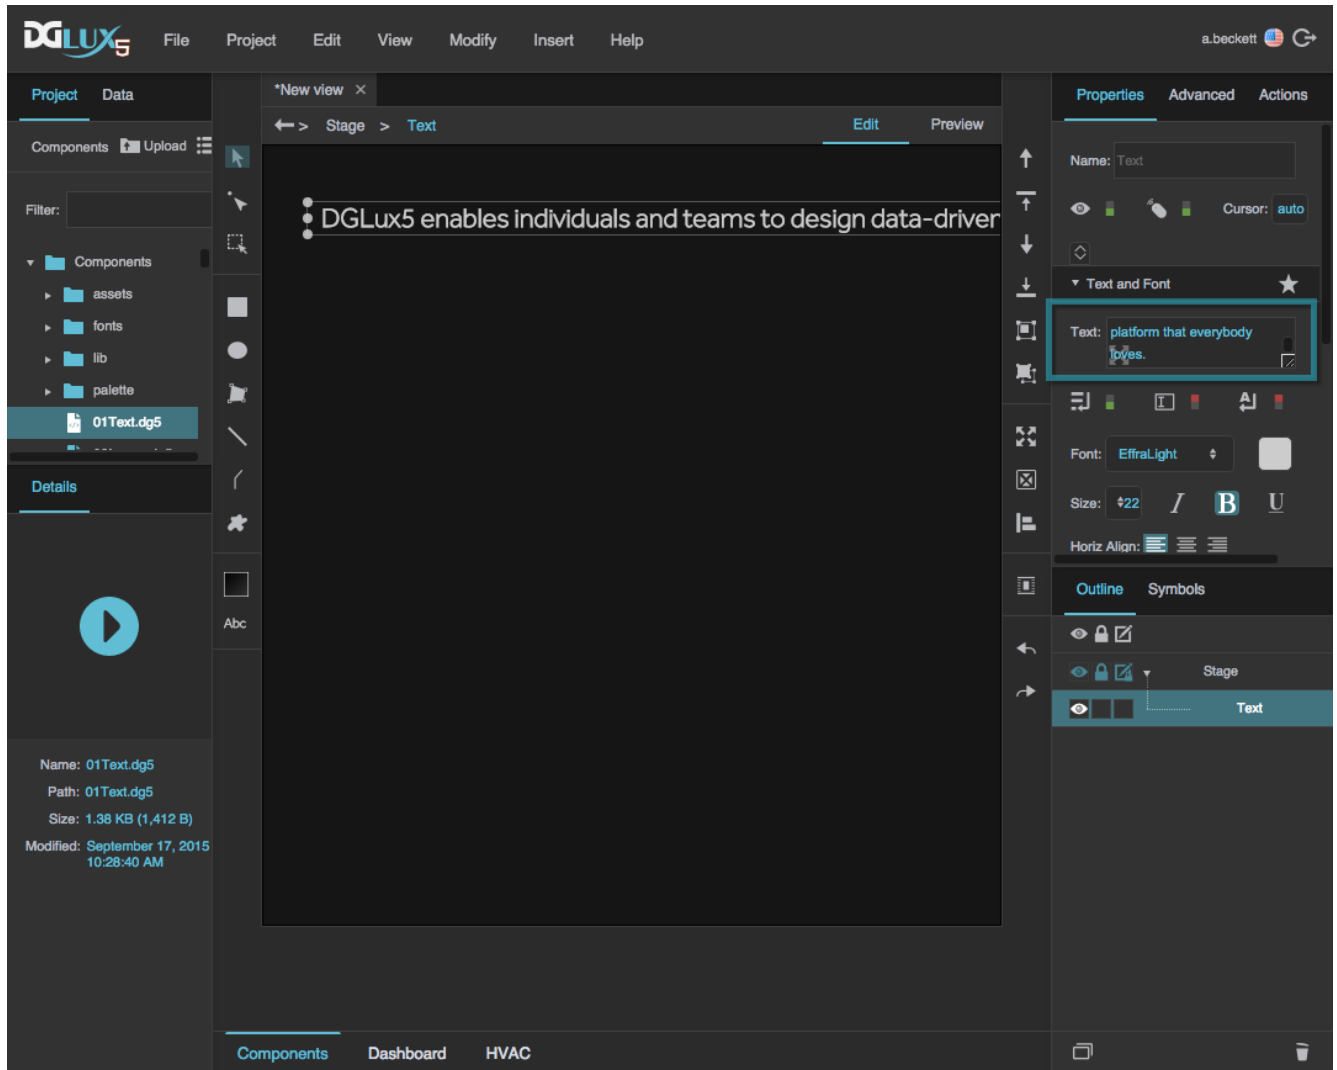 DGLUX5
File
Project
Edit
View
Modify
Insert
Help
a.beckett
Project
Data
Components
Upload
Filter:
Components
assets
fonts
lib
palette
01Text.dg5
Details
Name: 01Text.dg5
Path: 01Text.dg5
Size: 1.38 KB (1,412 B)
Modified: September 17, 2015
10:28:40 AM
*New view ×
> Stage > Text
Edit
Preview
DGLux5 enables individuals and teams to design data-driven
Abc
Components
Dashboard
HVAC
Properties
Advanced
Actions
Name: Text
Cursor: auto
Text and Font
Text: platform that everybody
loves.
Font: EffraLight
Size: 22 I B U
Horiz Align:
Outline
Symbols
Stage
Text